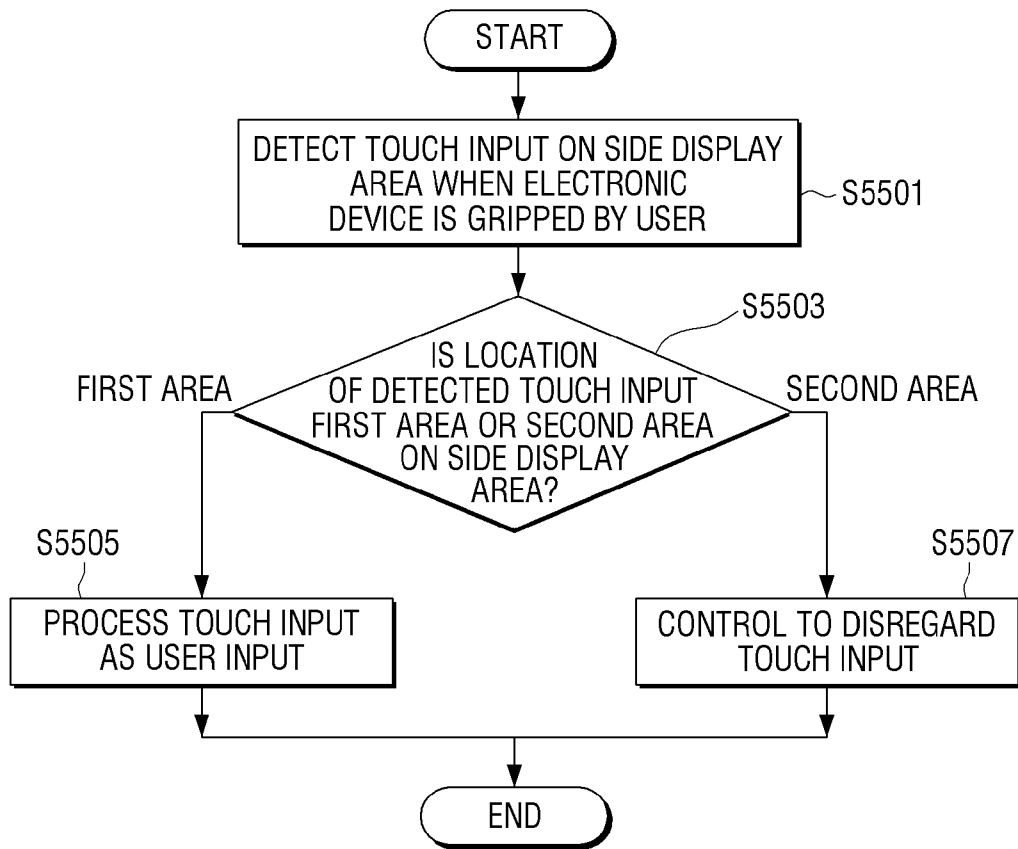 START
DETECT TOUCH INPUT ON SIDE DISPLAY
AREA WHEN ELECTRONIC
DEVICE IS GRIPPED BY USER
S5501
S5503
IS LOCATION
OF DETECTED TOUCH INPUT
FIRST AREA OR SECOND AREA
ON SIDE DISPLAY
AREA?
FIRST AREA
SECOND AREA
S5505
PROCESS TOUCH INPUT
AS USER INPUT
S5507
CONTROL TO DISREGARD
TOUCH INPUT
END